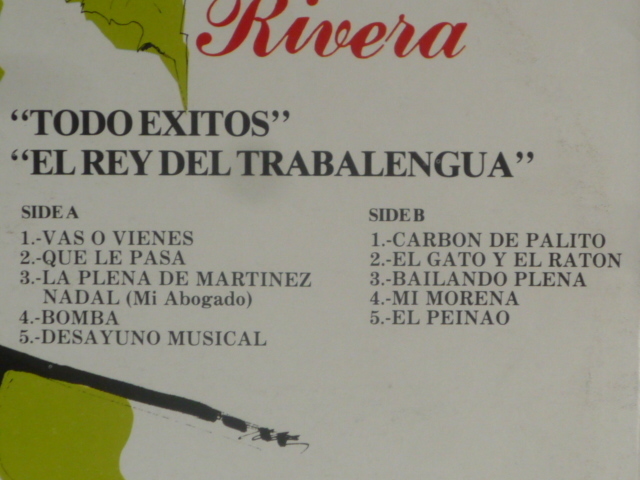 Rivera
“TODO EXITOS”
“EL REY DEL TRABALENGUA”
SIDE A
1.-VAS O VIENES
2.-QUE LE PASA
3.-LA PLENA DE MARTINEZ
NADAL (Mi Abogado)
4.-BOMBA
5.-DESAYUNO MUSICAL
SIDE B
1.-CARBON DE PALITO
2.-EL GATO Y EL RATON
3.-BAILANDO PLENA
4.-MI MORENA
5.-EL PEINAO